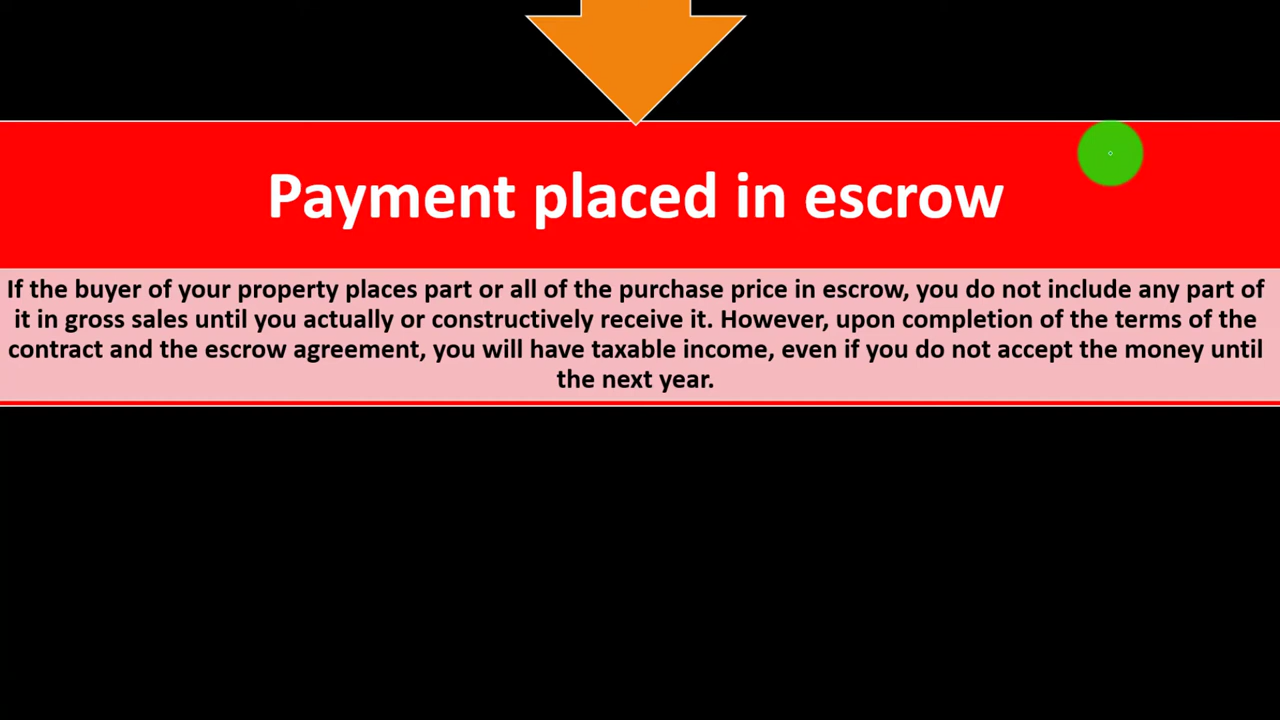 Payment placed in escrow
If the buyer of your property places part or all of the purchase price in escrow, you do not include any part of
it in gross sales until you actually or constructively receive it. However, upon completion of the terms of the
contract and the escrow agreement, you will have taxable income, even if you do not accept the money until
the next year.